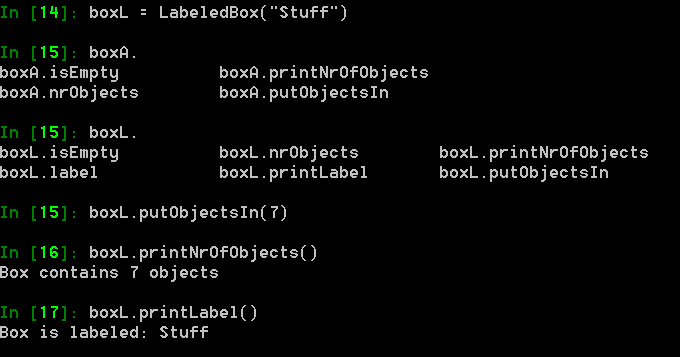 In [14]: boxL = LabeledBox("Stuff")
In [15]: boxA.
boxA.isEmpty boxA.printNrOfObjects
boxA.nrObjects boxA.putObjectsIn
In [15]: boxL.
boxL.isEmpty boxL.nrObjects boxL.printNrOfObjects
boxL.label boxL.printLabel boxL.putObjectsIn
In [15]: boxL.putObjectsIn(7)
In [16]: boxL.printNrOfObjects()
Box contains 7 objects
In [17]: boxL.printLabel()
Box is labeled: Stuff